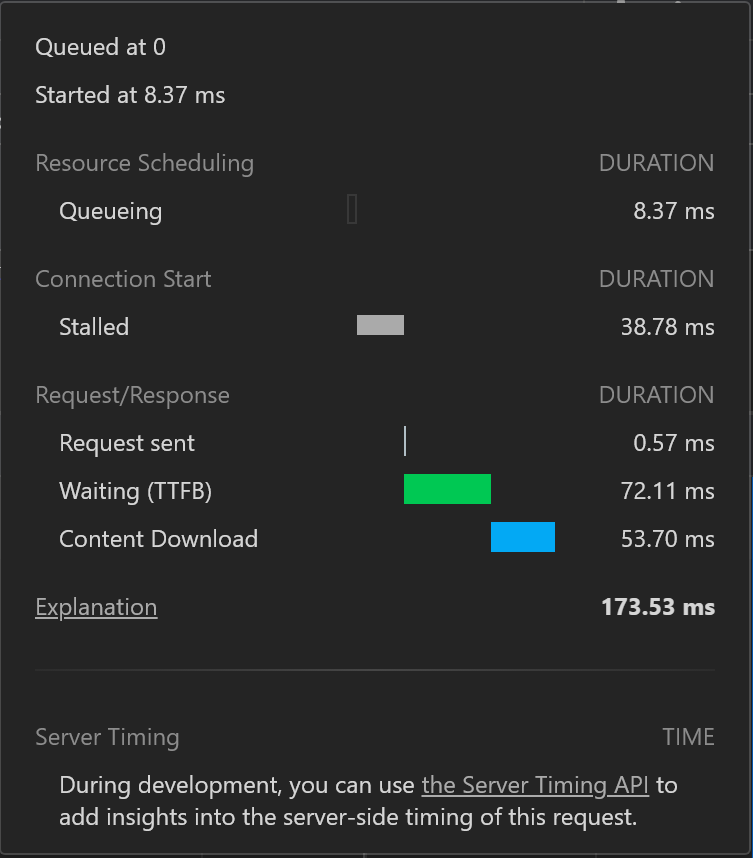 Queued at 0
Started at 8.37 ms
Resource Scheduling DURATION
Queueing 8.37 ms
Connection Start DURATION
Stalled 38.78 ms
Request/Response DURATION
Request sent 0.57 ms
Waiting (TTFB) 72.11 ms
Content Download 53.70 ms
Explanation 173.53 ms
Server Timing TIME
During development, you can use the Server Timing API to
add insights into the server-side timing of this request.